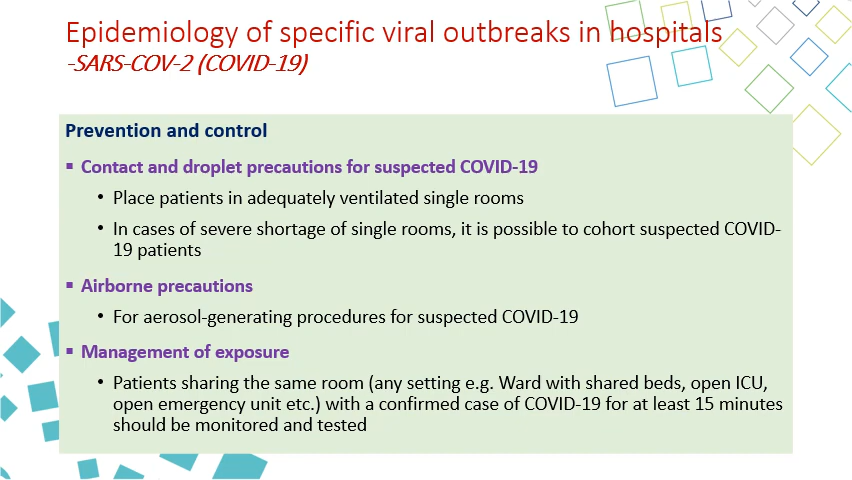 Epidemiology of specific viral outbreaks in hospitals
-SARS-COV-2 (COVID-19)
Prevention and control
▪ Contact and droplet precautions for suspected COVID-19
• Place patients in adequately ventilated single rooms
• In cases of severe shortage of single rooms, it is possible to cohort suspected COVID-
19 patients
▪ Airborne precautions
• For aerosol-generating procedures for suspected COVID-19
▪ Management of exposure
• Patients sharing the same room (any setting e.g. Ward with shared beds, open ICU,
open emergency unit etc.) with a confirmed case of COVID-19 for at least 15 minutes
should be monitored and tested